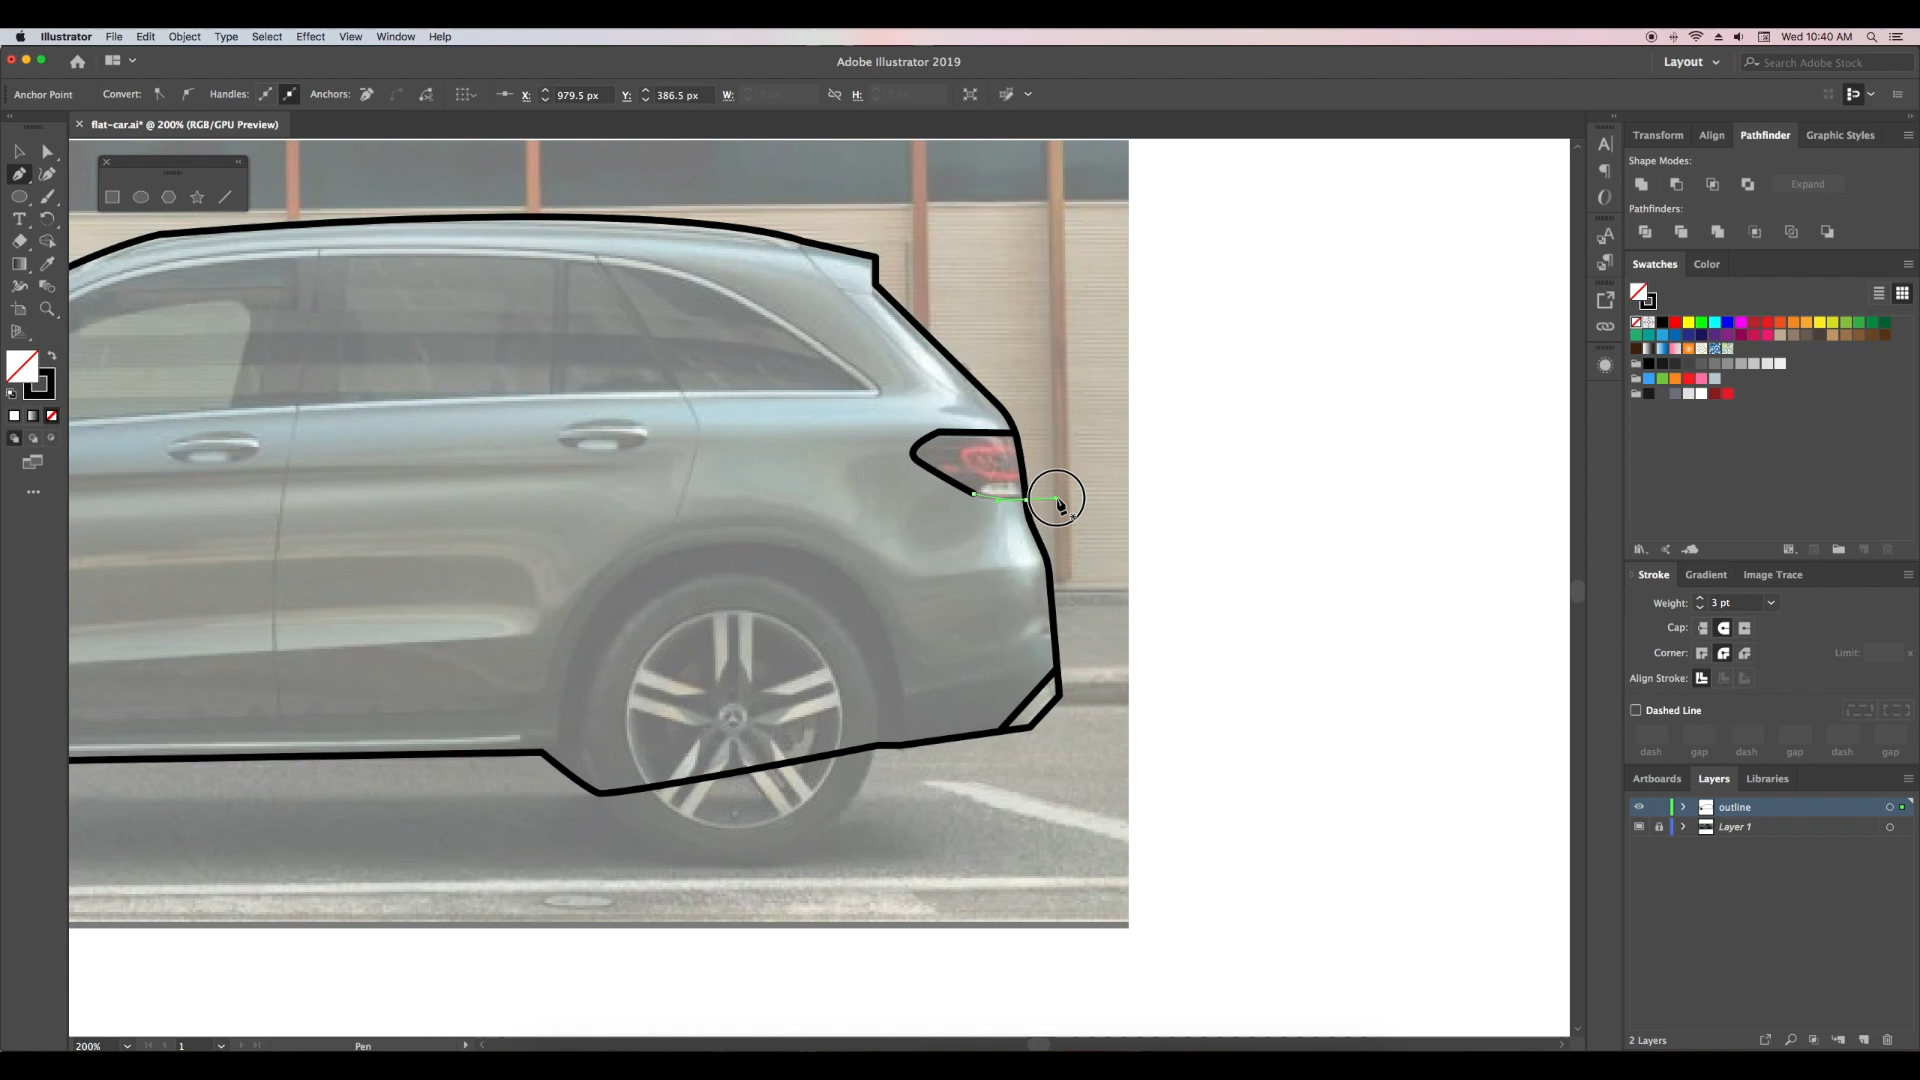 Illustrator File Edit Object Type Select Effect View Window Help
Wed 10:40 AM
Adobe Illustrator 2019
Layout
Search Adobe Stock
Anchor Point Convert: Handles: Anchors: X: 979.5 px Y: 386.5 px W: 0 px H: 0 px
flat-car.ai* @ 200% (RGB/GPU Preview)
Transform Align Pathfinder Graphic Styles
Shape Modes:
Expand
Pathfinders:
Swatches Color
Stroke Gradient Image Trace
Weight: 3 pt
Cap:
Corner: Limit: x
Align Stroke:
Dashed Line
dash gap dash gap dash gap
Artboards Layers Libraries
outline
Layer 1
200% 1 Pen
2 Layers